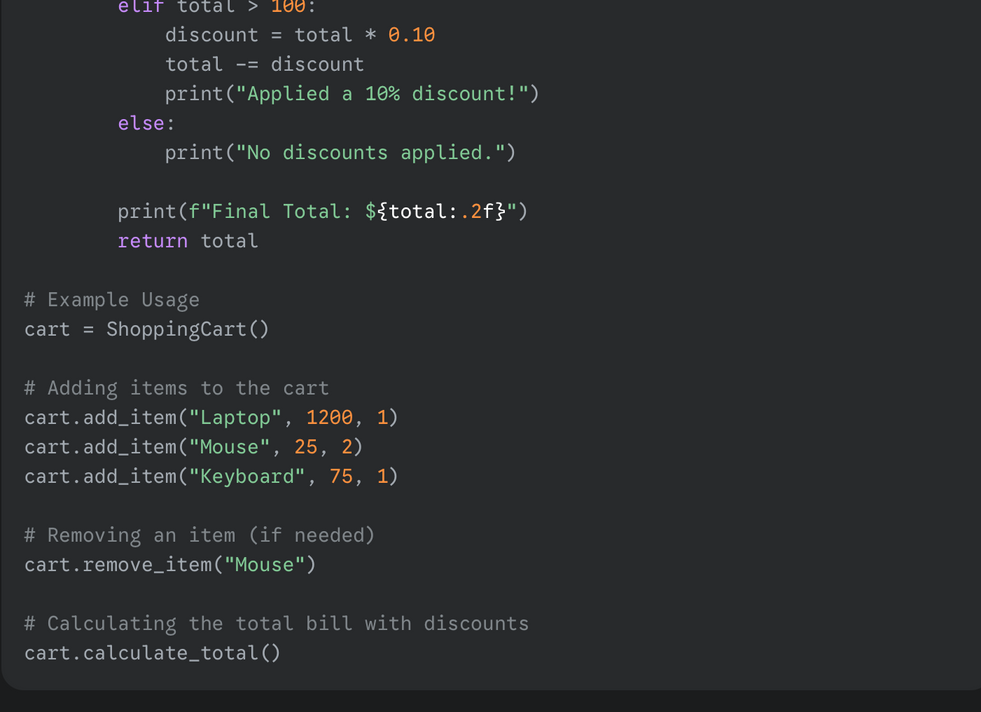 elif total > 100:
            discount = total * 0.10
            total -= discount
            print("Applied a 10% discount!")
        else:
            print("No discounts applied.")

        print(f"Final Total: ${total:.2f}")
        return total

# Example Usage
cart = ShoppingCart()

# Adding items to the cart
cart.add_item("Laptop", 1200, 1)
cart.add_item("Mouse", 25, 2)
cart.add_item("Keyboard", 75, 1)

# Removing an item (if needed)
cart.remove_item("Mouse")

# Calculating the total bill with discounts
cart.calculate_total()